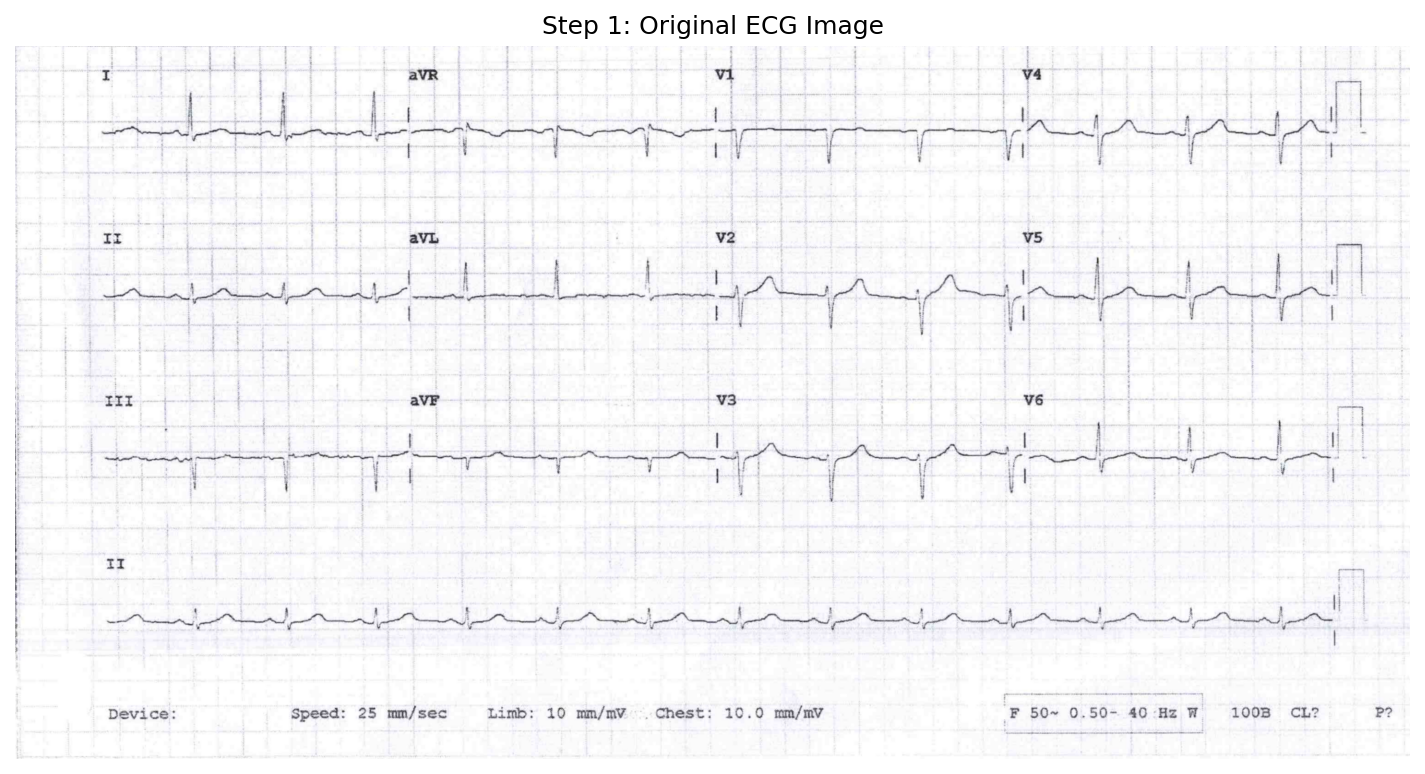 Step 1: Original ECG Image
I aVR V1 V4
II aVL V2 V5
III aVF V3 V6
II
Device: Speed: 25 mm/sec Limb: 10 mm/mV Chest: 10.0 mm/mV F 50~ 0.50- 40 Hz W 100B CL? P?